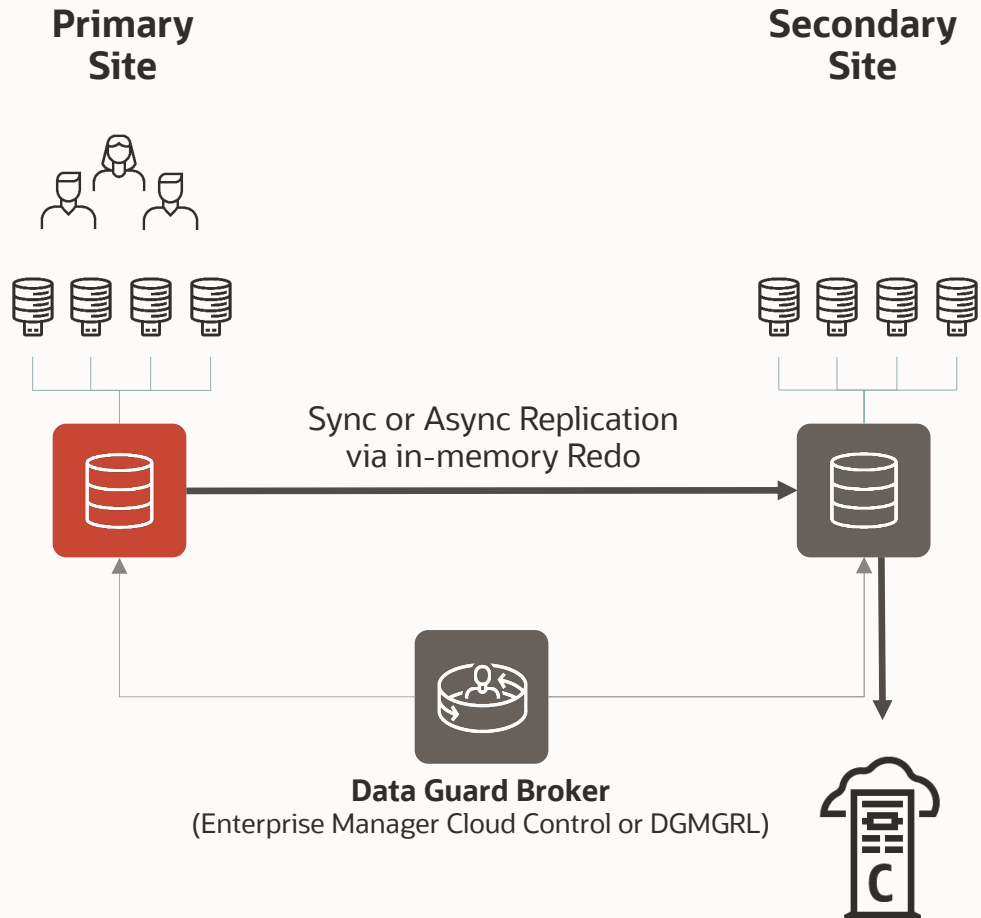 Primary
Site
Secondary
Site
Sync or Async Replication
via in-memory Redo
Data Guard Broker
(Enterprise Manager Cloud Control or DGMGRL)
C